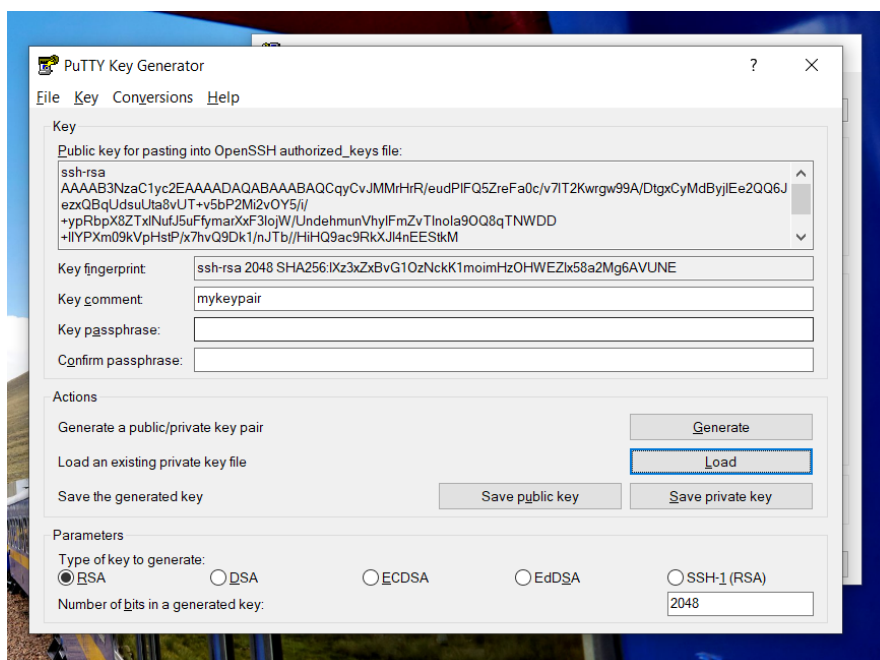 PuTTY Key Generator
?
File Key Conversions Help
Key
Public key for pasting into OpenSSH authorized_keys file:
ssh-rsa
AAAAB3NzaC1yc2EAAAADAQABAAABAQCqyCvJMMrHrR/eudPIFQ5ZreFa0c/v7IT2Kwrgw99A/DtgxCyMdByjlEe2QQ6J
ezxQBqUdsuUta8vUT+v5bP2Mi2vOY5/i/
+ypRbpX8ZTxlNufJ5uFfymarXxF3lojW/UndehmunVhylFmZvTlnola9OQ8qTNWDD
+llYPXm09kVpHstP/x7hvQ9Dk1/nJTb//HiHQ9ac9RkXJl4nEEStkM
Key fingerprint: ssh-rsa 2048 SHA256:lXz3xZxBvG1OzNckK1moimHzOHWEZlx58a2Mg6AVUNE
Key comment: mykeypair
Key passphrase:
Confirm passphrase:
Actions
Generate a public/private key pair Generate
Load an existing private key file Load
Save the generated key Save public key Save private key
Parameters
Type of key to generate:
RSA DSA ECDSA EdDSA SSH-1 (RSA)
Number of bits in a generated key: 2048